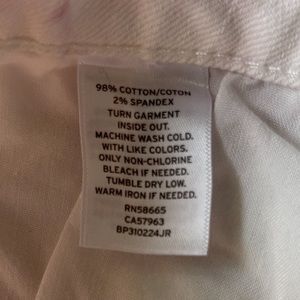 98% COTTON/COTON
2% SPANDEX
TURN GARMENT
INSIDE OUT.
MACHINE WASH COLD.
WITH LIKE COLORS.
ONLY NON-CHLORINE
BLEACH IF NEEDED.
TUMBLE DRY LOW.
WARM IRON IF NEEDED.
RN58665
CA57963
BP310224JR